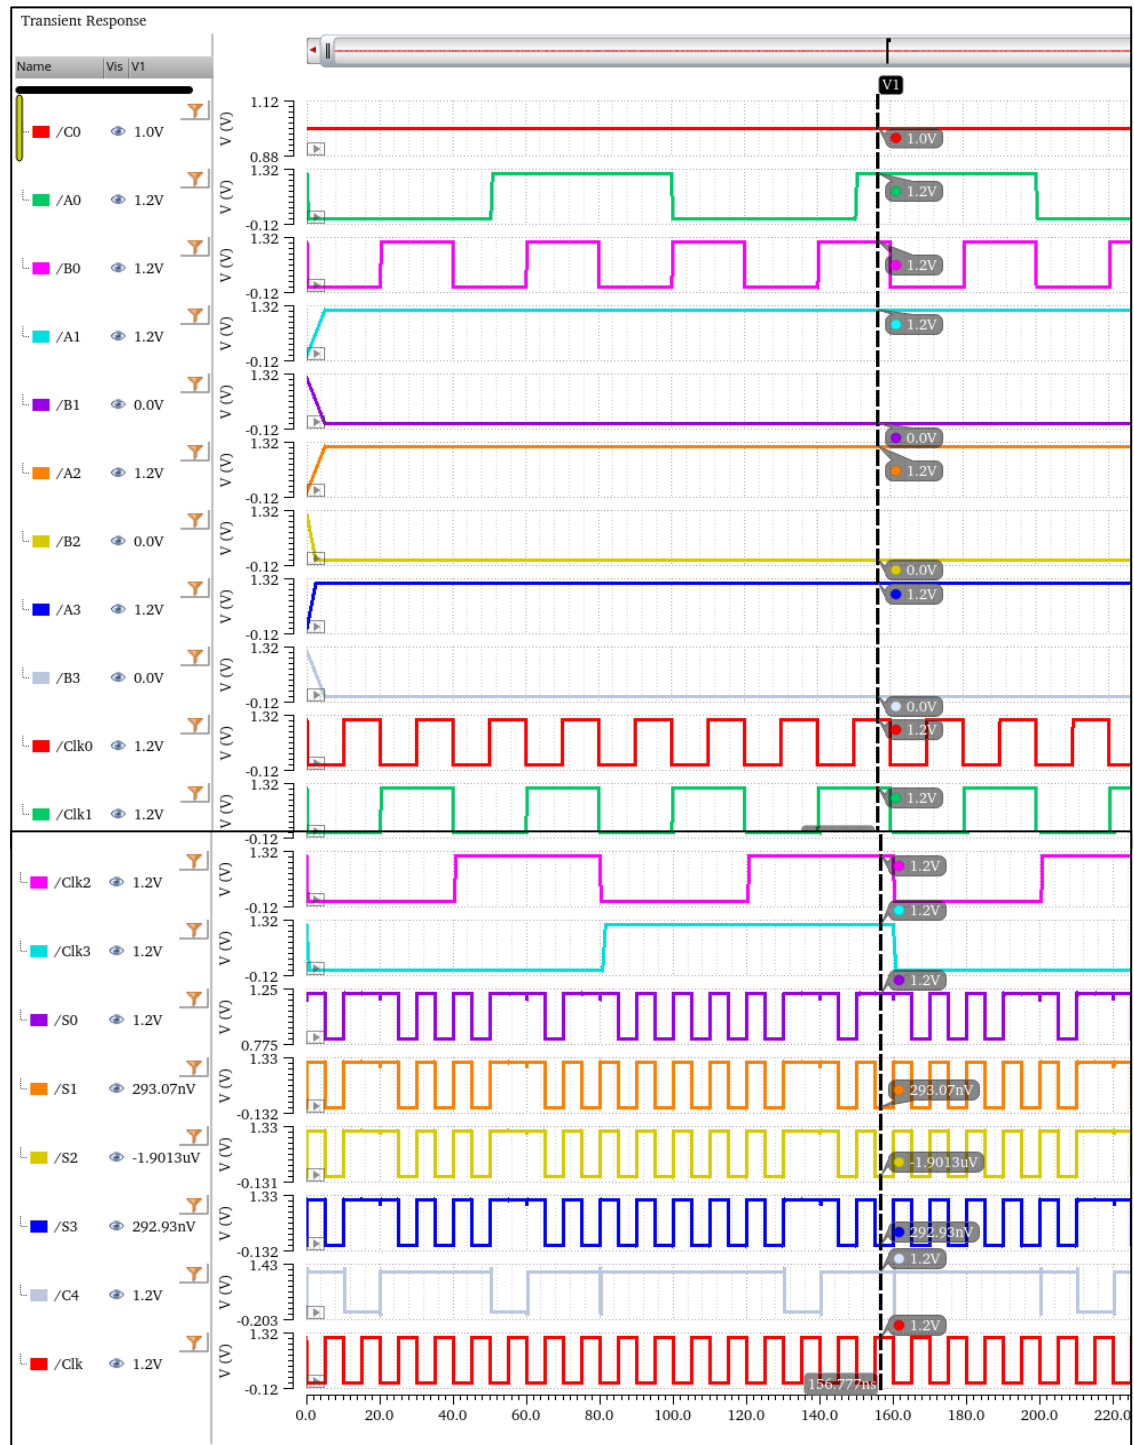 Transient Response
Name Vis V1
V1
/C0 1.0V V (V) 1.12 0.88 1.0V
/A0 1.2V V (V) 1.32 -0.12 1.2V
/B0 1.2V V (V) 1.32 -0.12 1.2V
/A1 1.2V V (V) 1.32 -0.12 1.2V
/B1 0.0V V (V) 1.32 -0.12 0.0V
/A2 1.2V V (V) 1.32 -0.12 1.2V
/B2 0.0V V (V) 1.32 -0.12 0.0V
/A3 1.2V V (V) 1.32 -0.12 1.2V
/B3 0.0V V (V) 1.32 -0.12 0.0V
/Clk0 1.2V V (V) 1.32 -0.12 1.2V
/Clk1 1.2V V (V) 1.32 -0.12 1.2V
/Clk2 1.2V V (V) 1.32 -0.12 1.2V
/Clk3 1.2V V (V) 1.32 -0.12 1.2V
/S0 1.2V V (V) 1.25 0.775 1.2V
/S1 293.07nV V (V) 1.33 -0.132 293.07nV
/S2 -1.9013uV V (V) 1.33 -0.131 -1.9013uV
/S3 292.93nV V (V) 1.33 -0.132 292.93nV
/C4 1.2V V (V) 1.43 -0.203 1.2V
/Clk 1.2V V (V) 1.32 -0.12 1.2V
156.777ns
0.0 20.0 40.0 60.0 80.0 100.0 120.0 140.0 160.0 180.0 200.0 220.0